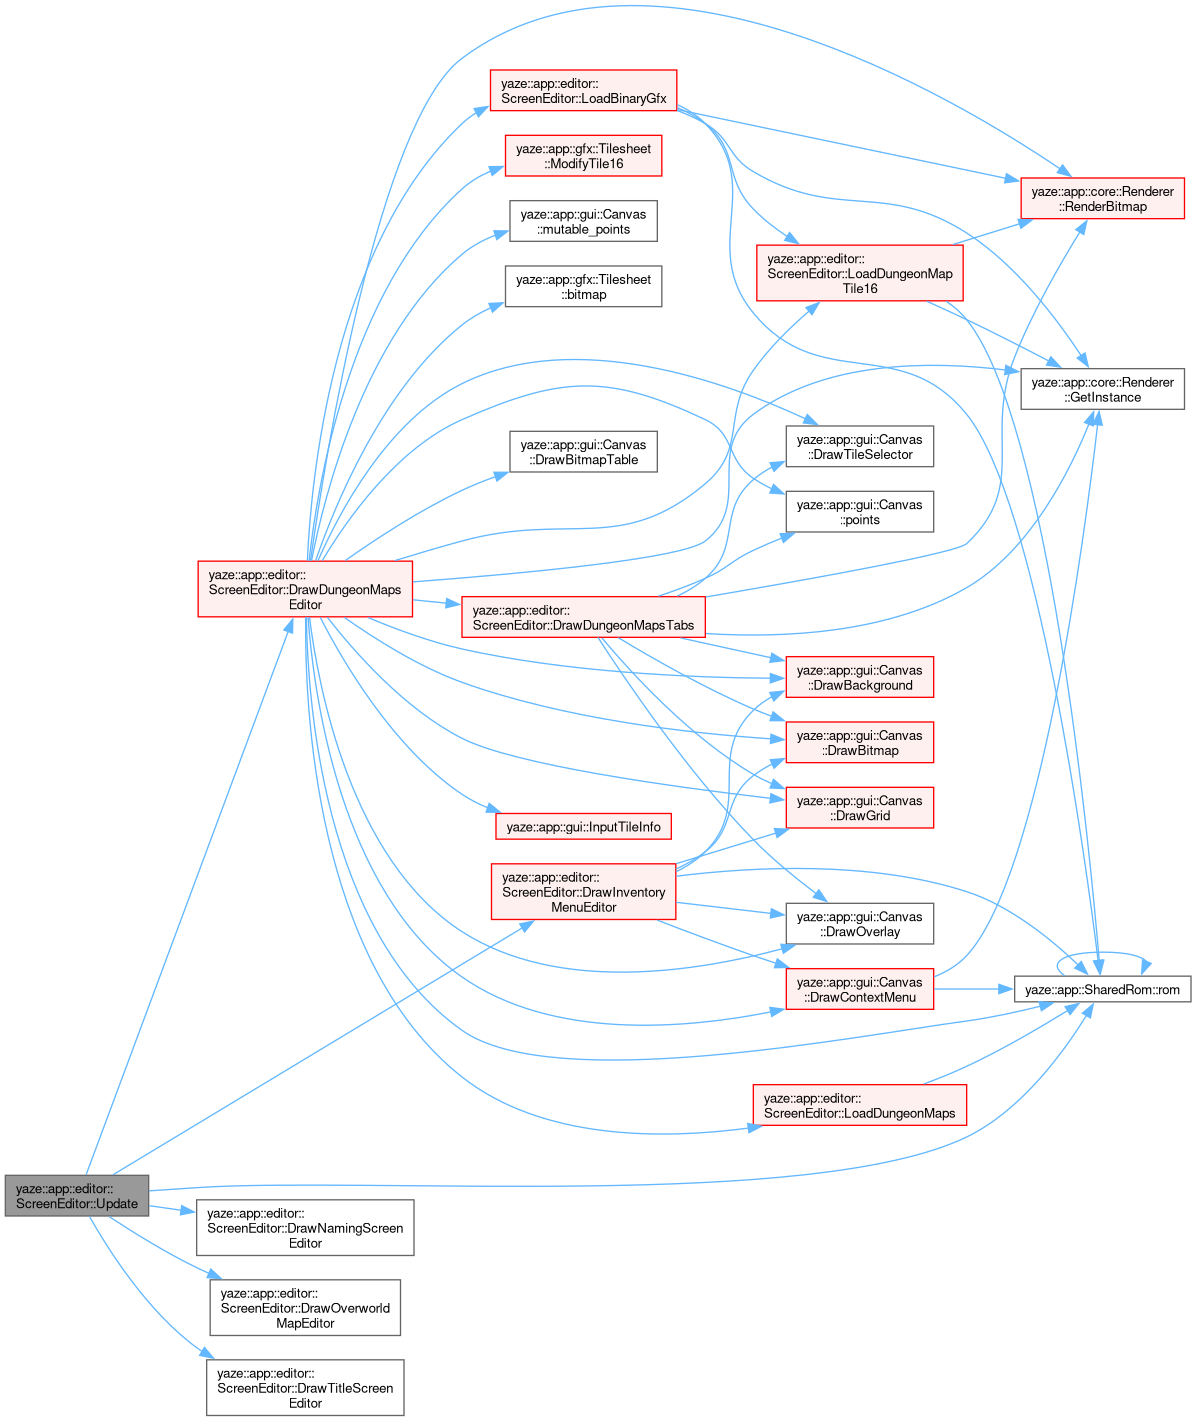 yaze::app::editor::
ScreenEditor::LoadBinaryGfx
yaze::app::gfx::Tilesheet
::ModifyTile16
yaze::app::gui::Canvas
::mutable_points
yaze::app::gfx::Tilesheet
::bitmap
yaze::app::core::Renderer
::RenderBitmap
yaze::app::editor::
ScreenEditor::LoadDungeonMap
Tile16
yaze::app::core::Renderer
::GetInstance
yaze::app::gui::Canvas
::DrawBitmapTable
yaze::app::gui::Canvas
::DrawTileSelector
yaze::app::gui::Canvas
::points
yaze::app::editor::
ScreenEditor::DrawDungeonMaps
Editor
yaze::app::editor::
ScreenEditor::DrawDungeonMapsTabs
yaze::app::gui::Canvas
::DrawBackground
yaze::app::gui::Canvas
::DrawBitmap
yaze::app::gui::Canvas
::DrawGrid
yaze::app::gui::InputTileInfo
yaze::app::editor::
ScreenEditor::DrawInventory
MenuEditor
yaze::app::gui::Canvas
::DrawOverlay
yaze::app::gui::Canvas
::DrawContextMenu
yaze::app::SharedRom::rom
yaze::app::editor::
ScreenEditor::LoadDungeonMaps
yaze::app::editor::
ScreenEditor::Update
yaze::app::editor::
ScreenEditor::DrawNamingScreen
Editor
yaze::app::editor::
ScreenEditor::DrawOverworld
MapEditor
yaze::app::editor::
ScreenEditor::DrawTitleScreen
Editor